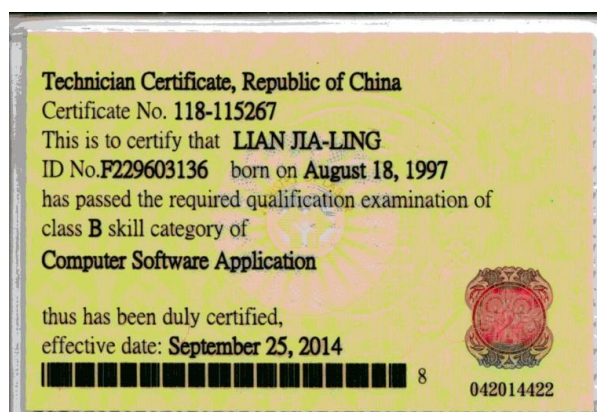 Technician Certificate, Republic of China
Certificate No. 118-115267
This is to certify that LIAN JIA-LING
ID No.F229603136 born on August 18, 1997
has passed the required qualification examination of
class B skill category of
Computer Software Application
thus has been duly certified,
effective date: September 25, 2014
8
042014422